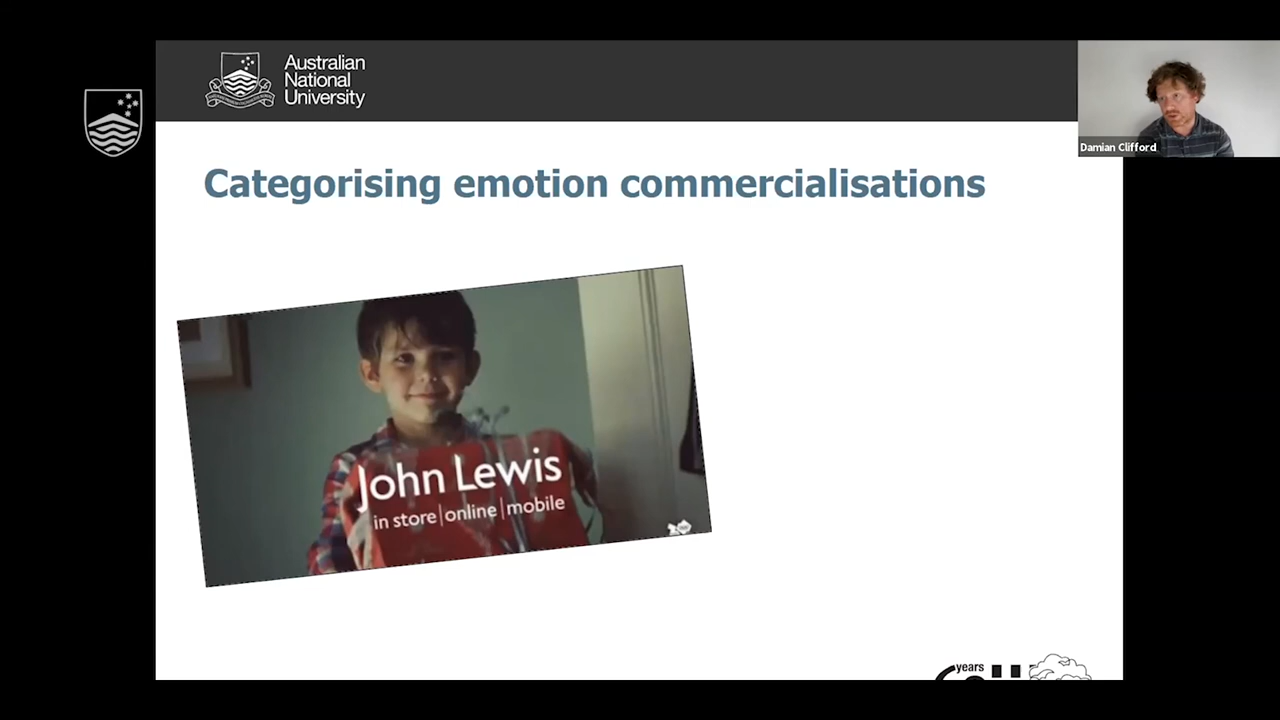 Australian
National
University
Damian Clifford
Categorising emotion commercialisations
John Lewis
in store|online|mobile
years